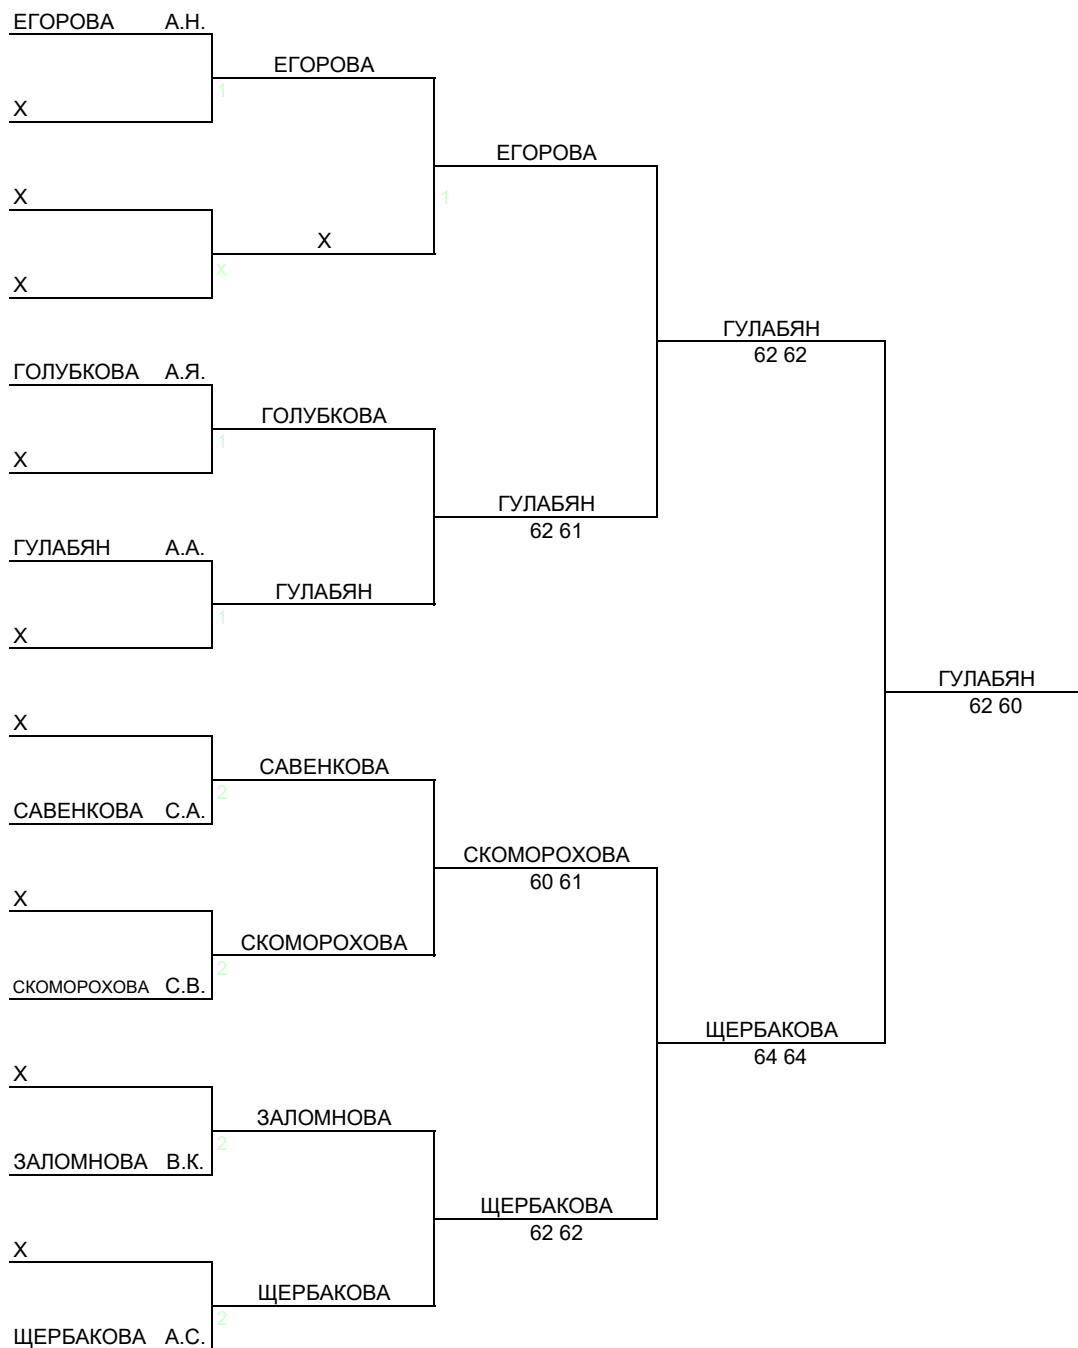 ЕГОРОВА А.Н.
ЕГОРОВА
1
X
ЕГОРОВА
X
1
X
x
X
ГУЛАБЯН
62 62
ГОЛУБКОВА А.Я.
ГОЛУБКОВА
1
X
ГУЛАБЯН
62 61
ГУЛАБЯН А.А.
ГУЛАБЯН
1
X
ГУЛАБЯН
62 60
X
САВЕНКОВА
2
САВЕНКОВА С.А.
СКОМОРОХОВА
60 61
X
СКОМОРОХОВА
2
СКОМОРОХОВА С.В.
ЩЕРБАКОВА
64 64
X
ЗАЛОМНОВА
2
ЗАЛОМНОВА В.К.
ЩЕРБАКОВА
62 62
X
ЩЕРБАКОВА
2
ЩЕРБАКОВА А.С.